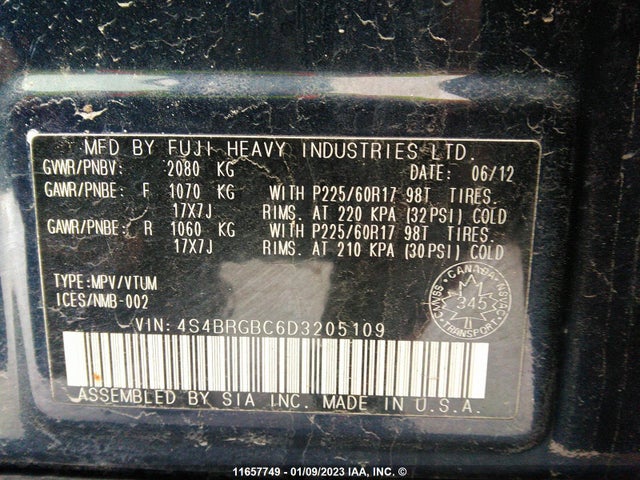 MFD BY FUJI HEAVY INDUSTRIES LTD.
GVWR/PNBV: 2080 KG DATE: 06/12
GAWR/PNBE: F 1070 KG WITH P225/60R17 98T TIRES.
17X7J RIMS. AT 220 KPA (32PSI) COLD
GAWR/PNBE: R 1060 KG WITH P225/60R17 98T TIRES.
17X7J RIMS. AT 210 KPA (30PSI) COLD
TYPE:MPV/VTUM
ICES/NMB-002
CANADA
CMVSS NSVAC
345
TRANSPORT
VIN: 4S4BRGBC6D3205109
ASSEMBLED BY SIA INC. MADE IN U.S.A.
11657749 - 01/09/2023 IAA, INC. ©